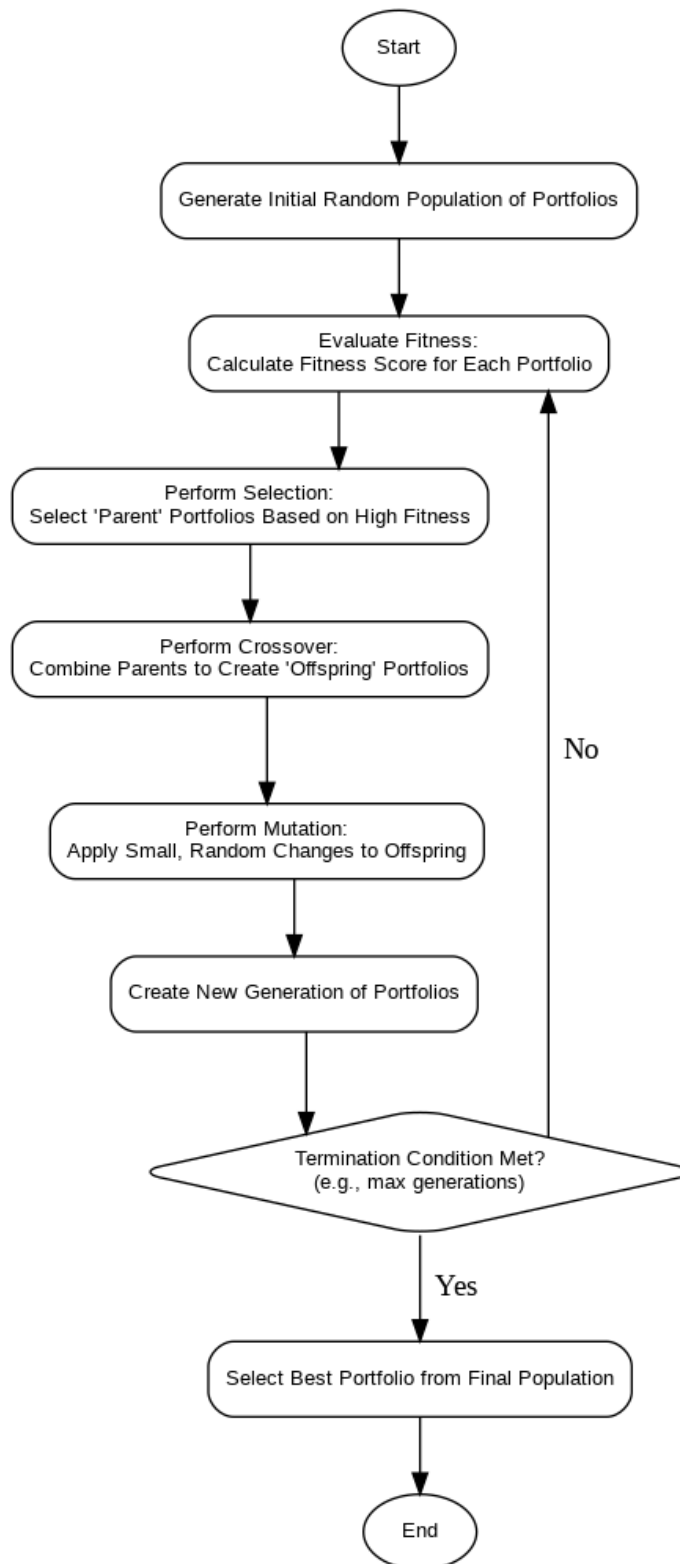 Start
Generate Initial Random Population of Portfolios
Evaluate Fitness:
Calculate Fitness Score for Each Portfolio
Perform Selection:
Select 'Parent' Portfolios Based on High Fitness
Perform Crossover:
Combine Parents to Create 'Offspring' Portfolios
No
Perform Mutation:
Apply Small, Random Changes to Offspring
Create New Generation of Portfolios
Termination Condition Met?
(e.g., max generations)
Yes
Select Best Portfolio from Final Population
End